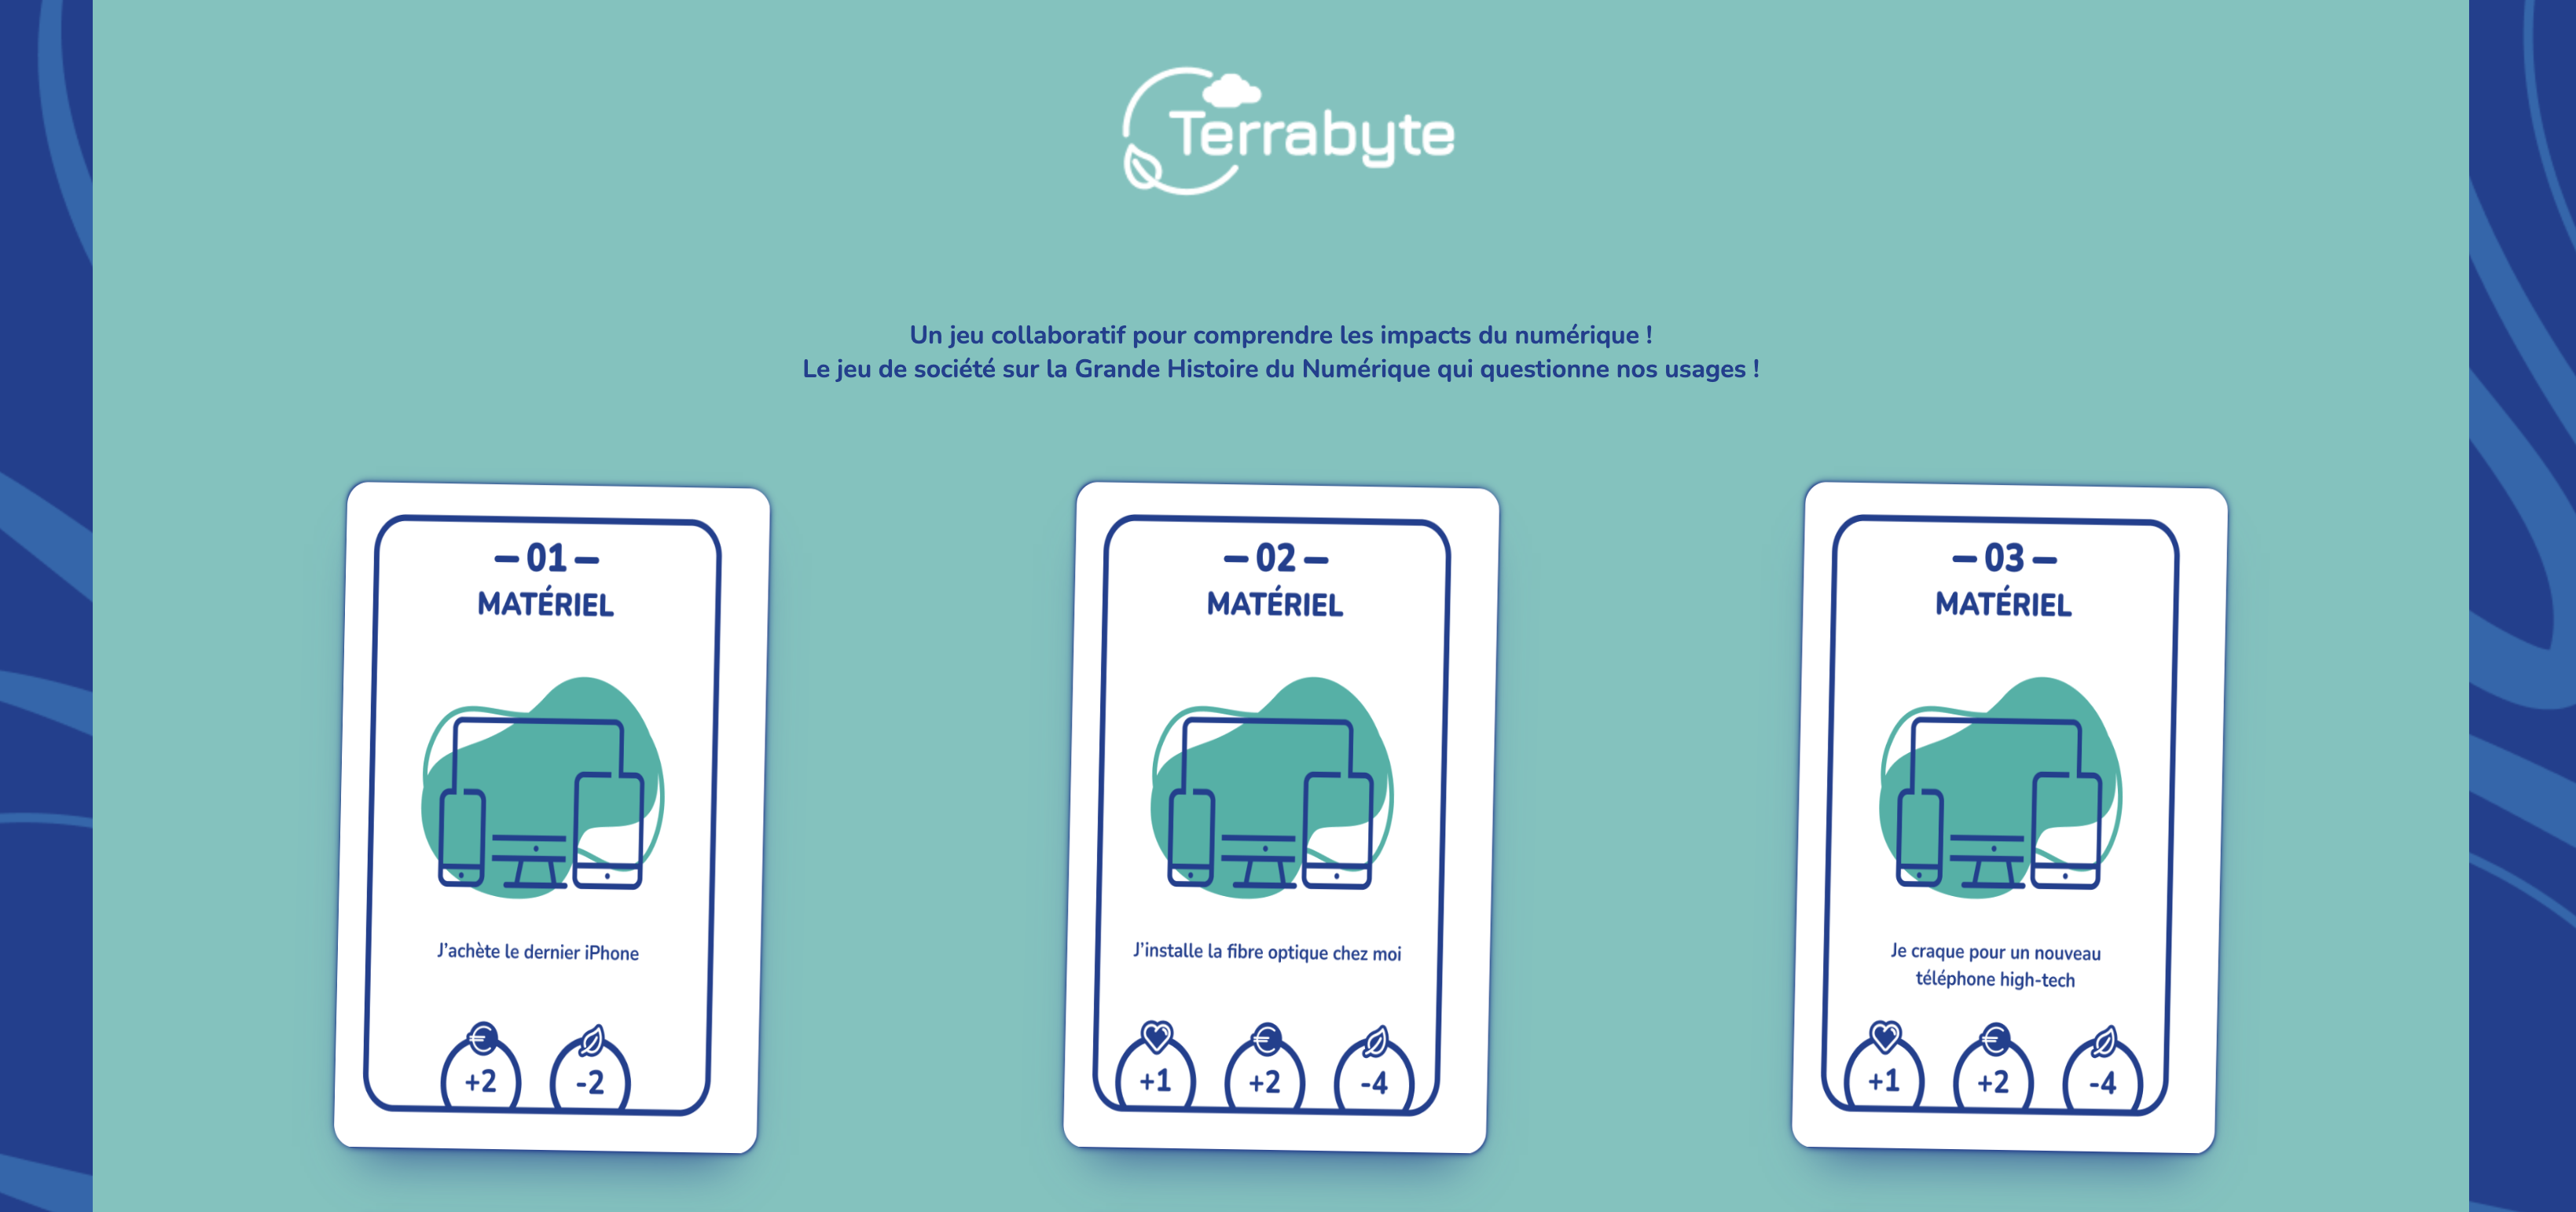 Terrabyte
Un jeu collaboratif pour comprendre les impacts du numérique !
Le jeu de société sur la Grande Histoire du Numérique qui questionne nos usages !
— 01 —
MATÉRIEL
J'achète le dernier iPhone
€ €
+2 -2
— 02 —
MATÉRIEL
J'installe la fibre optique chez moi
€
+1 +2 -4
— 03 —
MATÉRIEL
Je craque pour un nouveau
téléphone high-tech
€
+1 +2 -4